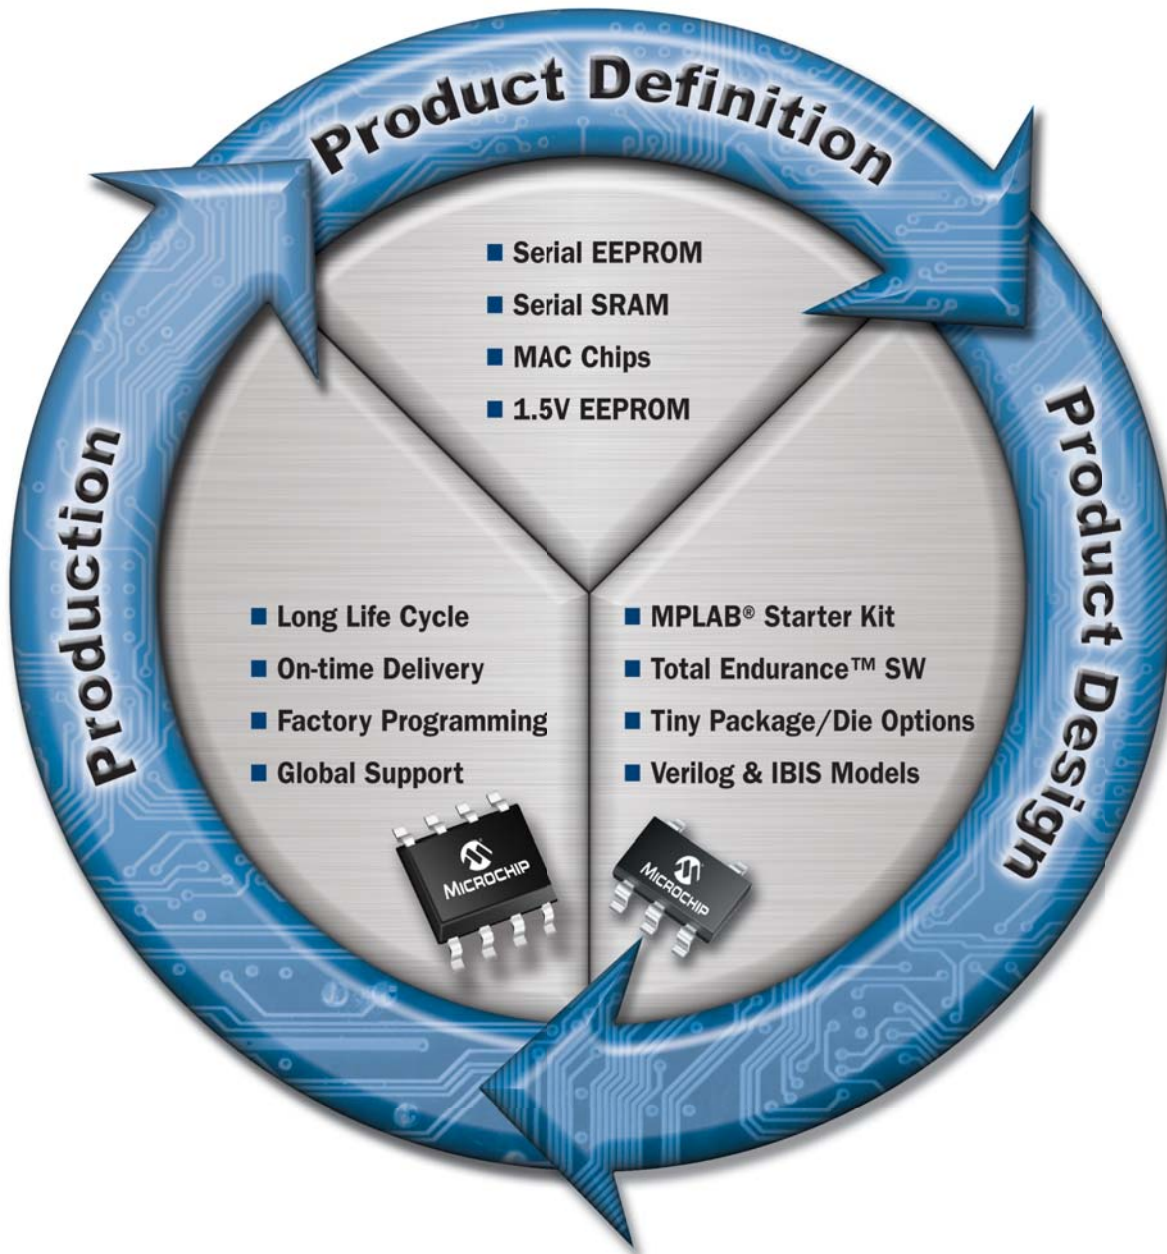 Product Definition
■ Serial EEPROM
■ Serial SRAM
■ MAC Chips
■ 1.5V EEPROM
Product Design
■ MPLAB® Starter Kit
■ Total Endurance™ SW
■ Tiny Package/Die Options
■ Verilog & IBIS Models
MICROCHIP
Production
■ Long Life Cycle
■ On-time Delivery
■ Factory Programming
■ Global Support
MICROCHIP